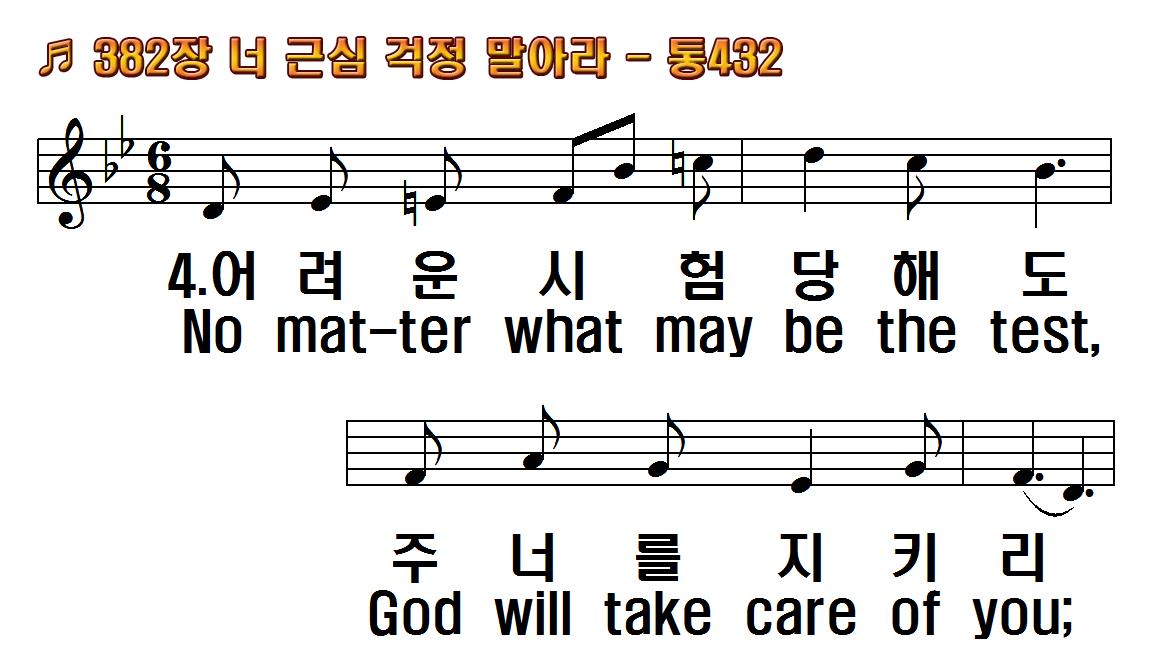 382장 너 근심 걱정 말아라 - 통432
6
8
4.어 려 운 시 험 당 해 도
No mat-ter what may be the test,
주 너 를 지 키 리
God will take care of you;